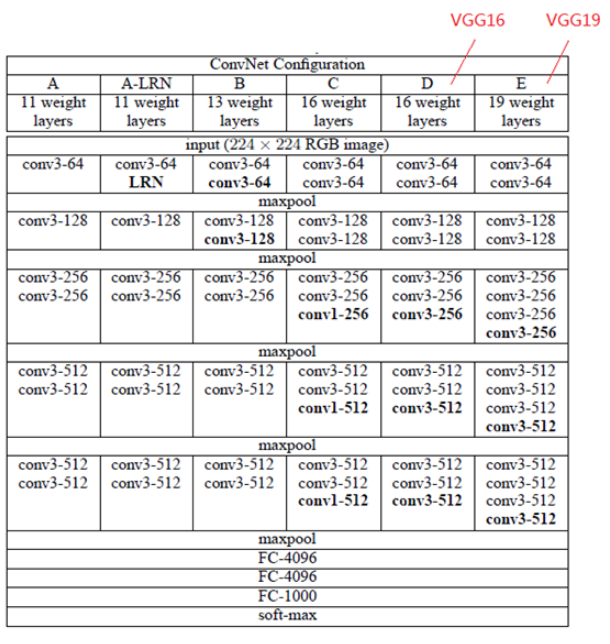 VGG16 VGG19
ConvNet Configuration
A A-LRN B C D E
11 weight 11 weight 13 weight 16 weight 16 weight 19 weight
layers layers layers layers layers layers
input (224 × 224 RGB image)
conv3-64 conv3-64 conv3-64 conv3-64 conv3-64 conv3-64
LRN conv3-64 conv3-64 conv3-64 conv3-64
maxpool
conv3-128 conv3-128 conv3-128 conv3-128 conv3-128 conv3-128
conv3-128 conv3-128 conv3-128 conv3-128
maxpool
conv3-256 conv3-256 conv3-256 conv3-256 conv3-256 conv3-256
conv3-256 conv3-256 conv3-256 conv3-256 conv3-256 conv3-256
conv1-256 conv3-256 conv3-256
conv3-256
maxpool
conv3-512 conv3-512 conv3-512 conv3-512 conv3-512 conv3-512
conv3-512 conv3-512 conv3-512 conv3-512 conv3-512 conv3-512
conv1-512 conv3-512 conv3-512
conv3-512
maxpool
conv3-512 conv3-512 conv3-512 conv3-512 conv3-512 conv3-512
conv3-512 conv3-512 conv3-512 conv3-512 conv3-512 conv3-512
conv1-512 conv3-512 conv3-512
conv3-512
maxpool
FC-4096
FC-4096
FC-1000
soft-max